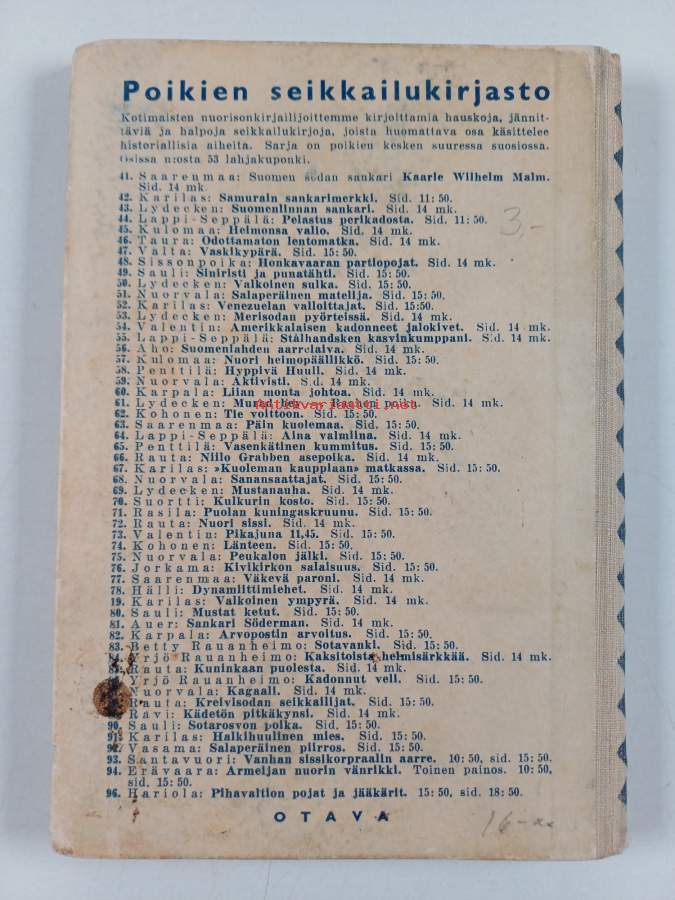 Poikien seikkailukirjasto
Kotimaisten nuorisonkirjailijoittemme kirjoittamia hauskoja, jännit-
täviä ja halpoja seikkailukirjoja, joista huomattava osa käsittelee
historiallisia aiheita. Sarja on poikien kesken suuressa suosiossa.
Osissa n:osta 53 lahjakuponki.
41. Saarenmaa: Suomen sodan sankari Kaarle Wilhelm Malm.
Sid. 14 mk.
42. Karilas: Samurain sankarimerkki. Sid. 11:50.
43. Lydecken: Suomenlinnan sankari. Sid. 14 mk.
44. Lappi-Seppälä: Pelastus perikadosta. Sid. 11:50.
45. Kulomaa: Heimonsa valio. Sid. 14 mk.
3,-
46. Taura: Odottamaton lentomatka. Sid. 14 mk.
47. Valta: Vaskikypärä. Sid. 15:50.
48. Sissonpoika: Honkavaaran partiopojat. Sid. 14 mk.
49. Sauli: Siniristi ja punatähti. Sid. 15:50.
50. Lydecken: Valkoinen sulka. Sid. 15:50.
51. Nuorvala: Salaperäinen matelija. Sid. 15:50.
52. Karilas: Venezuelan valloittajat. Sid. 15:50.
53. Lydecken: Merisodan pyörteissä. Sid. 14 mk.
54. Valentin: Amerikkalaisen kadonneet jalokivet. Sid. 14 mk.
55. Lappi-Seppälä: Stålhandsken kasvinkumppani. Sid. 14 mk.
56. Aho: Suomenlahden aarrelaiva. Sid. 14 mk.
57. Kulomaa: Nuori heimopäällikkö. Sid. 15:50.
58. Penttilä: Hyppivä Huuli. Sid. 14 mk.
59. Nuorvala: Aktivisti. Sid. 14 mk.
60. Karpala: Liian monta johtoa. Sid. 14 mk.
Antikvariaatti.net
61. Lydecken: Rauhan poika. Sid. 14 mk.
62. Kohonen: Tie voittoon. Sid. 15:50.
63. Saarenmaa: Päin kuolemaa. Sid. 15:50.
64. Lappi-Seppälä: Aina valmiina. Sid. 14 mk.
65. Penttilä: Vasenkätinen kummitus. Sid. 15:50.
66. Rauta: Niilo Grabben asepoika. Sid. 14 mk.
67. Karilas: »Kuoleman kauppiaan» matkassa. Sid. 15:50.
68. Nuorvala: Sanansaattajat. Sid. 15:50.
69. Lydecken: Mustanauha. Sid. 14 mk.
70. Suortti: Kulkurin kosto. Sid. 15:50.
71. Rasila: Puolan kuningaskruunu. Sid. 15:50.
72. Rauta: Nuori sissi. Sid. 14 mk.
73. Valentin: Pikajuna 11,45. Sid. 15:50.
74. Kohonen: Länteen. Sid. 15:50.
75. Nuorvala: Peukalon jälki. Sid. 15:50.
76. Jorkama: Kivikirkon salaisuus. Sid. 15:50.
77. Saarenmaa: Väkevä paroni. Sid. 14 mk.
78. Hälli: Dynamiittimiehet. Sid. 14 mk.
19. Karilas: Valkoinen ympyrä. Sid. 14 mk.
80. Sauli: Mustat ketut. Sid. 15:50.
81. Auer: Sankari Söderman. Sid. 14 mk.
82. Karpala: Arvopostin arvoitus. Sid. 15:50.
83. Betty Rauanheimo: Sotavanki. Sid. 15:50.
84. Yrjö Rauanheimo: Kaksitoista helmisärkkää. Sid. 14 mk.
Rauta: Kuninkaan puolesta. Sid. 14 mk.
Yrjö Rauanheimo: Kadonnut veli. Sid. 15:50.
Nuorvala: Kagaali. Sid. 14 mk.
Rauta: Kreivisodan seikkailijat. Sid. 15:50.
Ravi: Kädetön pitkäkynsi. Sid. 14 mk.
90. Sauli: Sotarosvon poika. Sid. 15:50.
91. Karilas: Halkihuulinen mies. Sid. 15:50.
92. Vasama: Salaperäinen piirros. Sid. 15:50.
93. Santavuori: Vanhan sissikorpraalin aarre. 10:50, sid. 15:50.
94. Erävaara: Armeijan nuorin vänrikki. Toinen painos. 10:50,
sid. 15:50.
96. Hariola: Pihavaltion pojat ja jääkärit. 15:50, sid. 18:50.
OTAVA